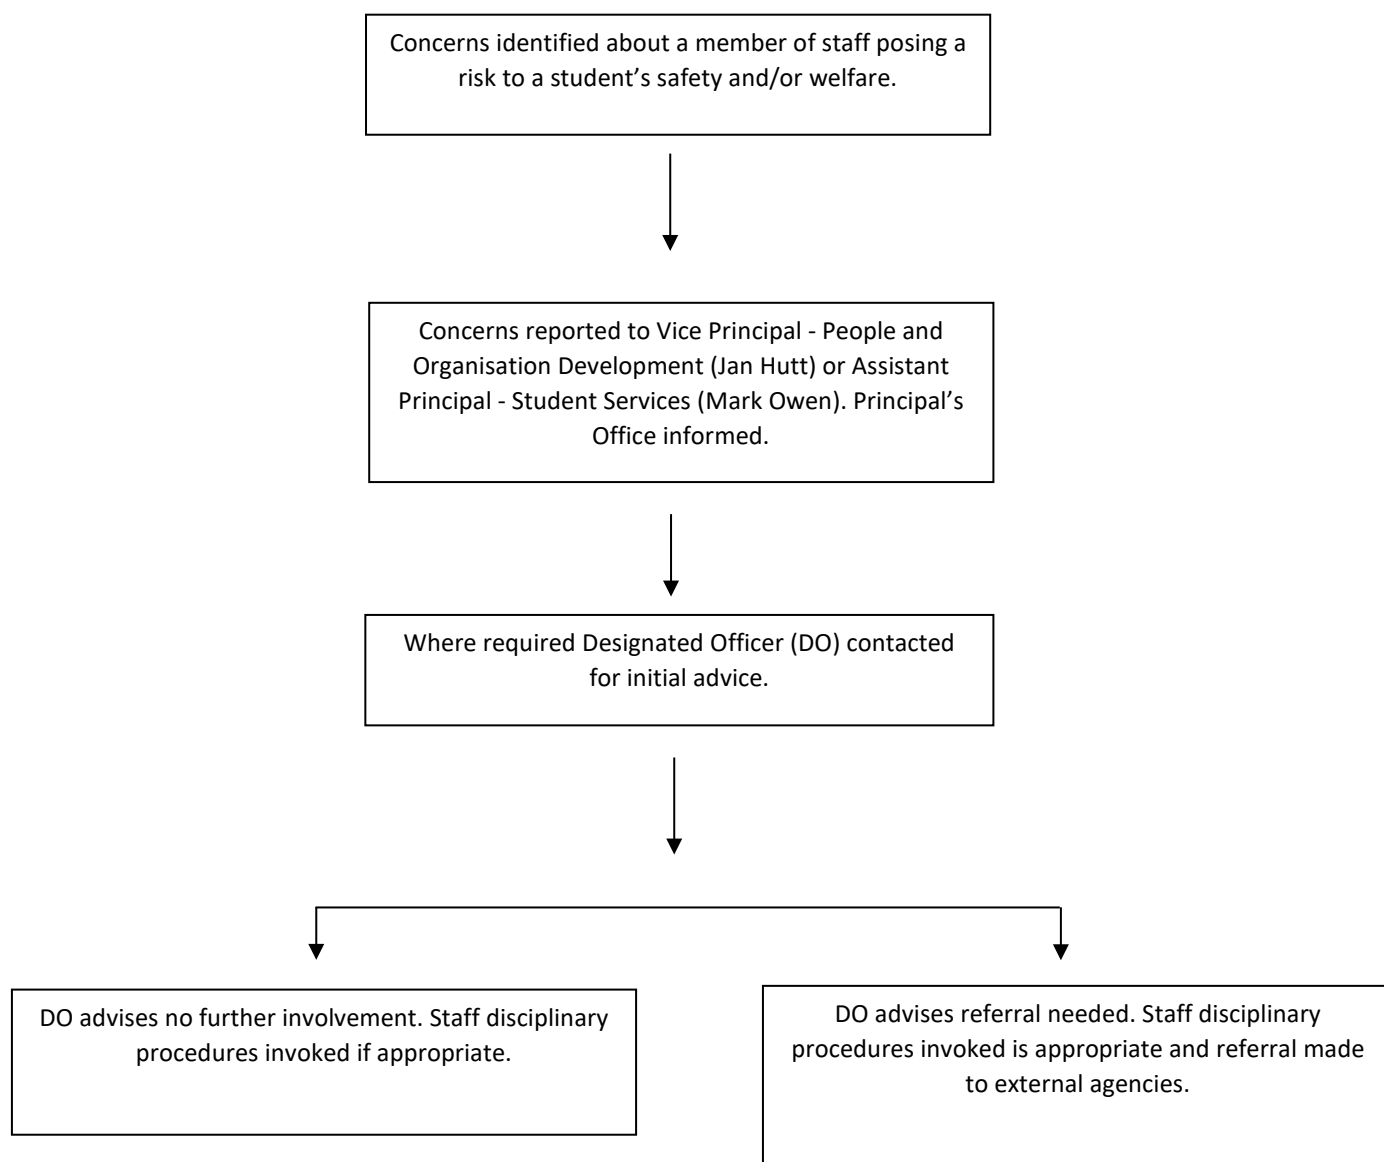 Concerns identified about a member of staff posing a
risk to a student’s safety and/or welfare.
Concerns reported to Vice Principal - People and
Organisation Development (Jan Hutt) or Assistant
Principal - Student Services (Mark Owen). Principal’s
Office informed.
Where required Designated Officer (DO) contacted
for initial advice.
DO advises no further involvement. Staff disciplinary
procedures invoked if appropriate.
DO advises referral needed. Staff disciplinary
procedures invoked is appropriate and referral made
to external agencies.